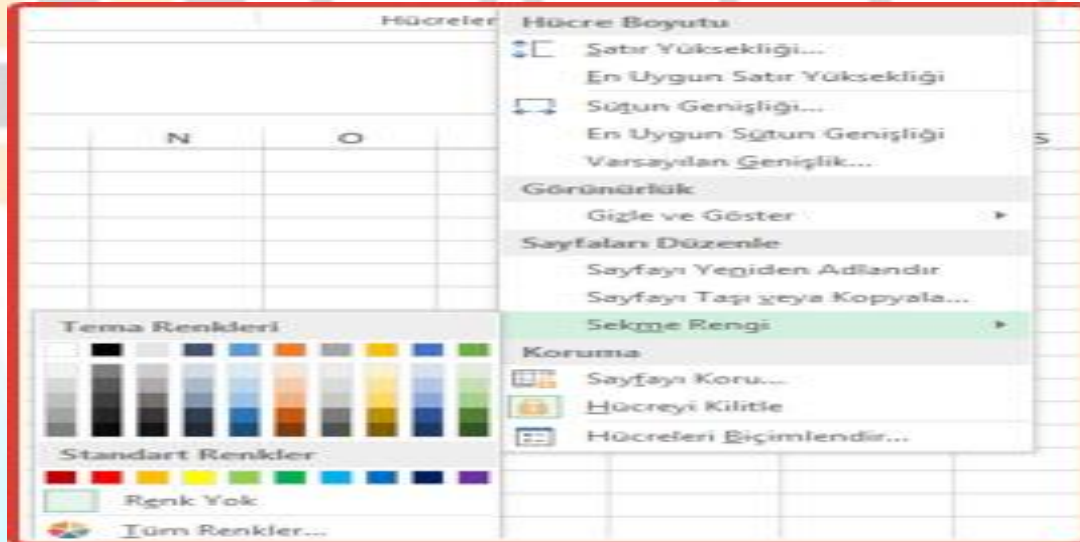 Hücreler
Hücre Boyutu
Satır Yüksekliği...
En Uygun Satır Yüksekliği
Sütun Genişliği...
En Uygun Sütun Genişliği
Varsayılan Genişlik...
Görünürlük
Gizle ve Göster
Sayfaları Düzenle
Sayfayı Yeniden Adlandır
Sayfayı Taşı veya Kopyala...
Sekme Rengi
Koruma
Sayfayı Koru...
Hücreyi Kilitle
Hücreleri Biçimlendir...
N O S
Tema Renkleri
Standart Renkler
Renk Yok
Tüm Renkler...